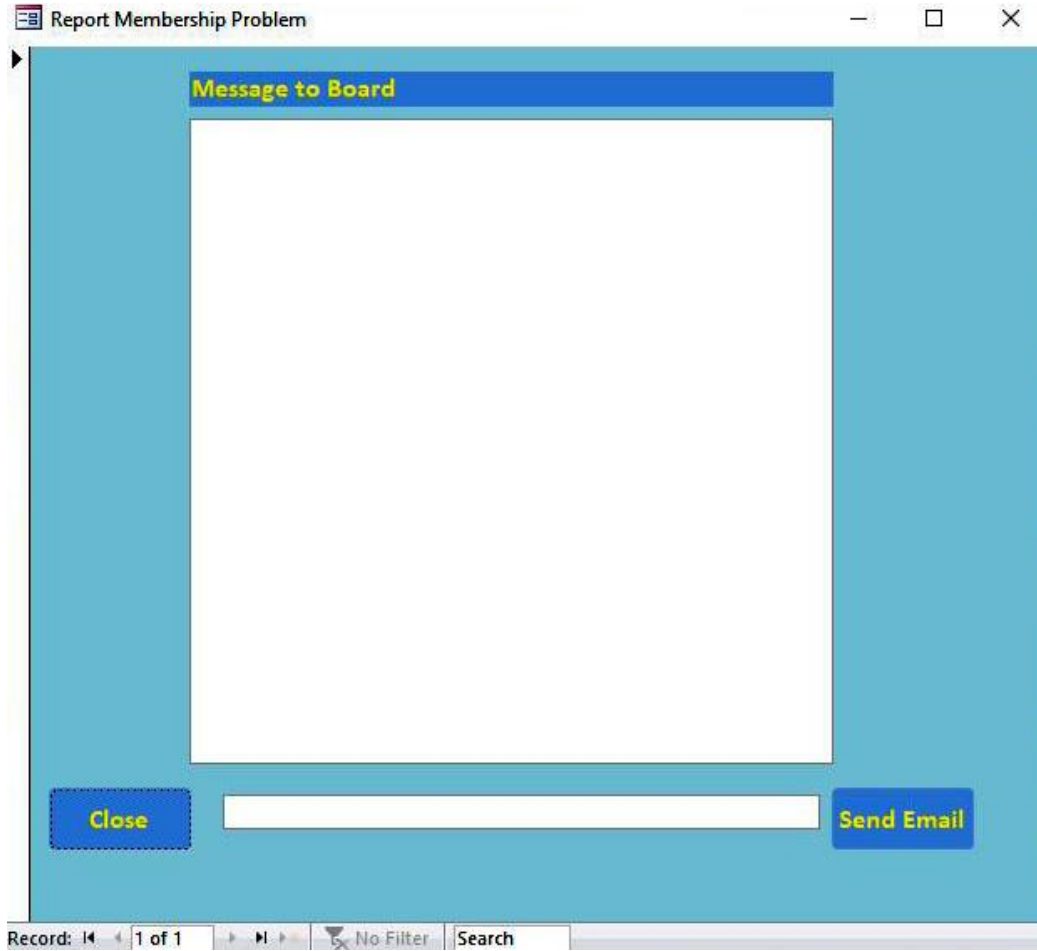 Report Membership Problem
Message to Board
Close
Send Email
Record: 1 of 1 No Filter Search